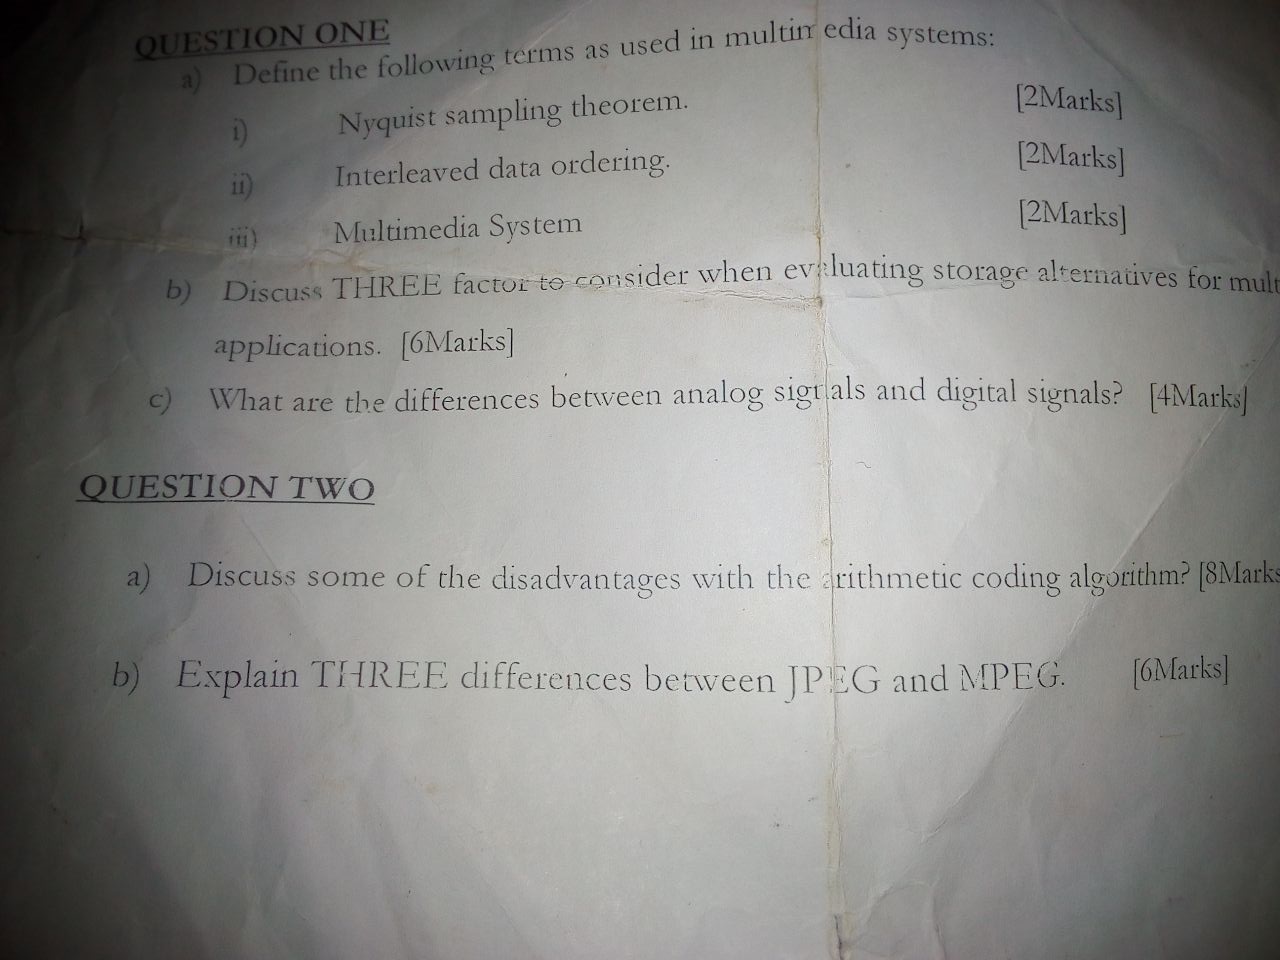 QUESTION ONE
a) Define the following terms as used in multimedia systems:
i) Nyquist sampling theorem. [2Marks]
ii) Interleaved data ordering. [2Marks]
iii) Multimedia System [2Marks]
b) Discuss THREE factor to consider when evaluating storage alternatives for mult
applications. [6Marks]
c) What are the differences between analog signals and digital signals? [4Marks]
QUESTION TWO
a) Discuss some of the disadvantages with the arithmetic coding algorithm? [8Marks
b) Explain THREE differences between JPEG and MPEG. [6Marks]